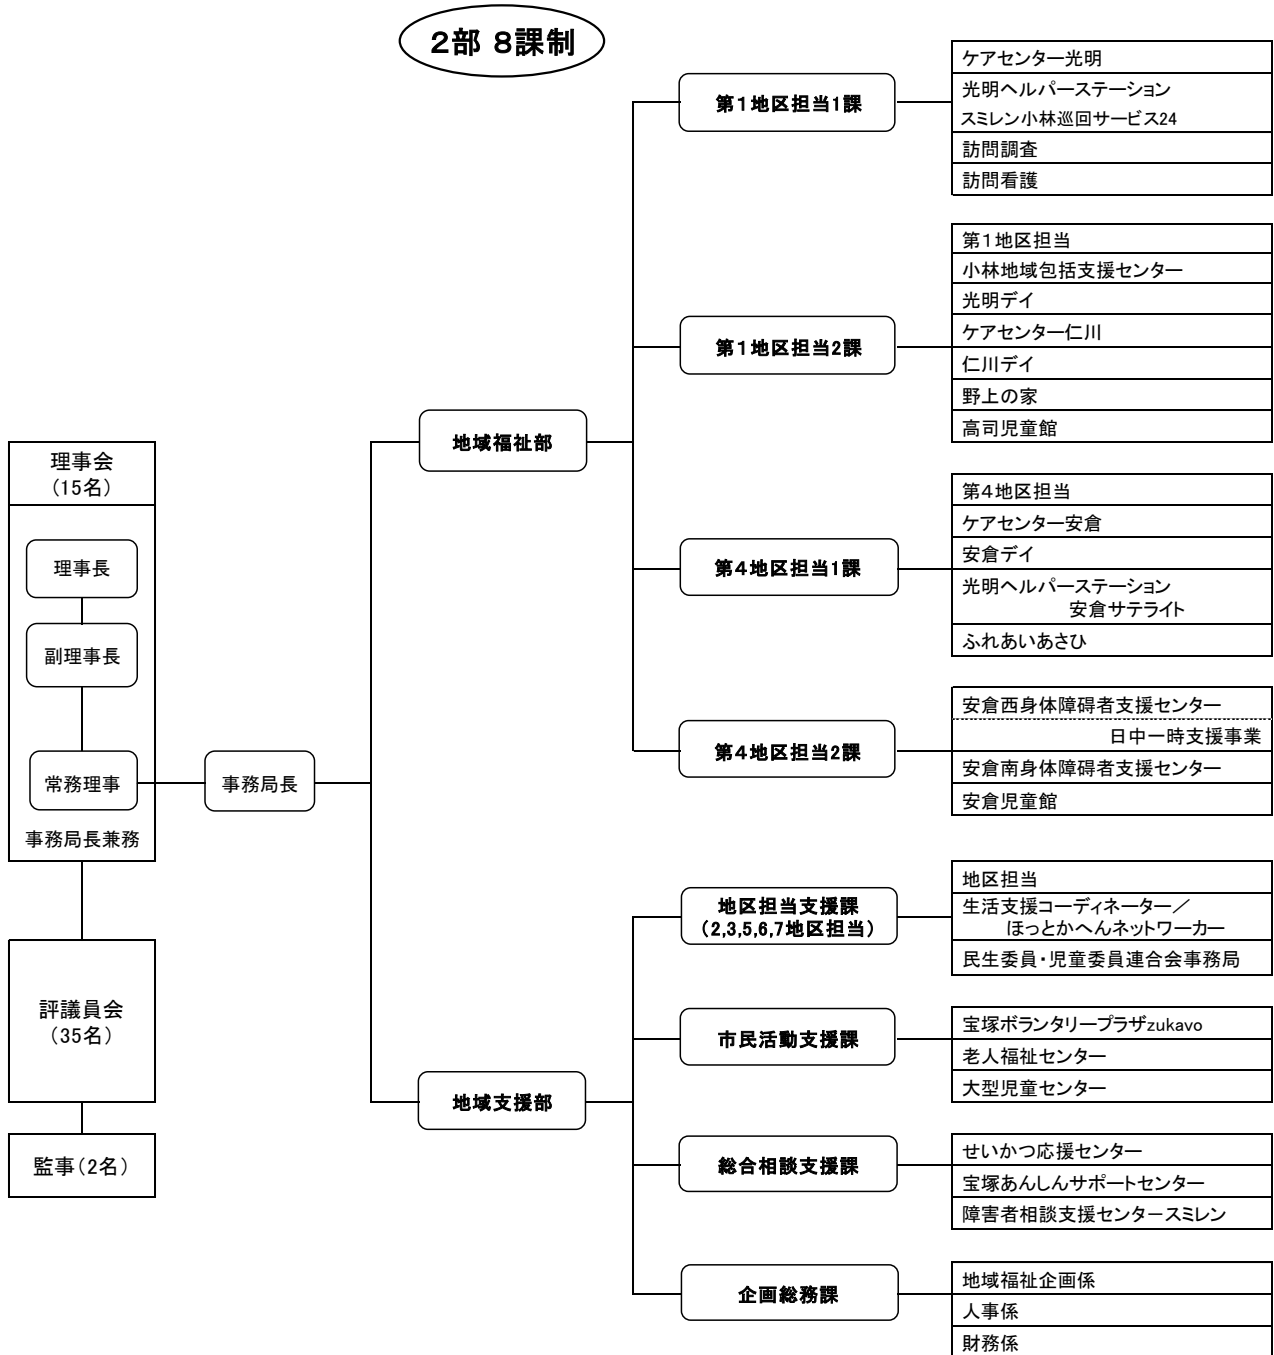 2部 8課制
理事会
(15名)
理事長
副理事長
常務理事
事務局長兼務
評議員会
(35名)
監事(2名)
事務局長
地域福祉部
第1地区担当1課
ケアセンター光明
光明ヘルパーステーション
スミレン小林巡回サービス24
訪問調査
訪問看護
第1地区担当2課
第1地区担当
小林地域包括支援センター
光明デイ
ケアセンター仁川
仁川デイ
野上の家
高司児童館
第4地区担当1課
第4地区担当
ケアセンター安倉
安倉デイ
光明ヘルパーステーション
安倉サテライト
ふれあいあさひ
第4地区担当2課
安倉西身体障碍者支援センター
日中一時支援事業
安倉南身体障碍者支援センター
安倉児童館
地域支援部
地区担当支援課
(2,3,5,6,7地区担当)
地区担当
生活支援コーディネーター/
ほっとかへんネットワーカー
民生委員・児童委員連合会事務局
市民活動支援課
宝塚ボランタリープラザzukavo
老人福祉センター
大型児童センター
総合相談支援課
せいかつ応援センター
宝塚あんしんサポートセンター
障害者相談支援センタースミレン
企画総務課
地域福祉企画係
人事係
財務係